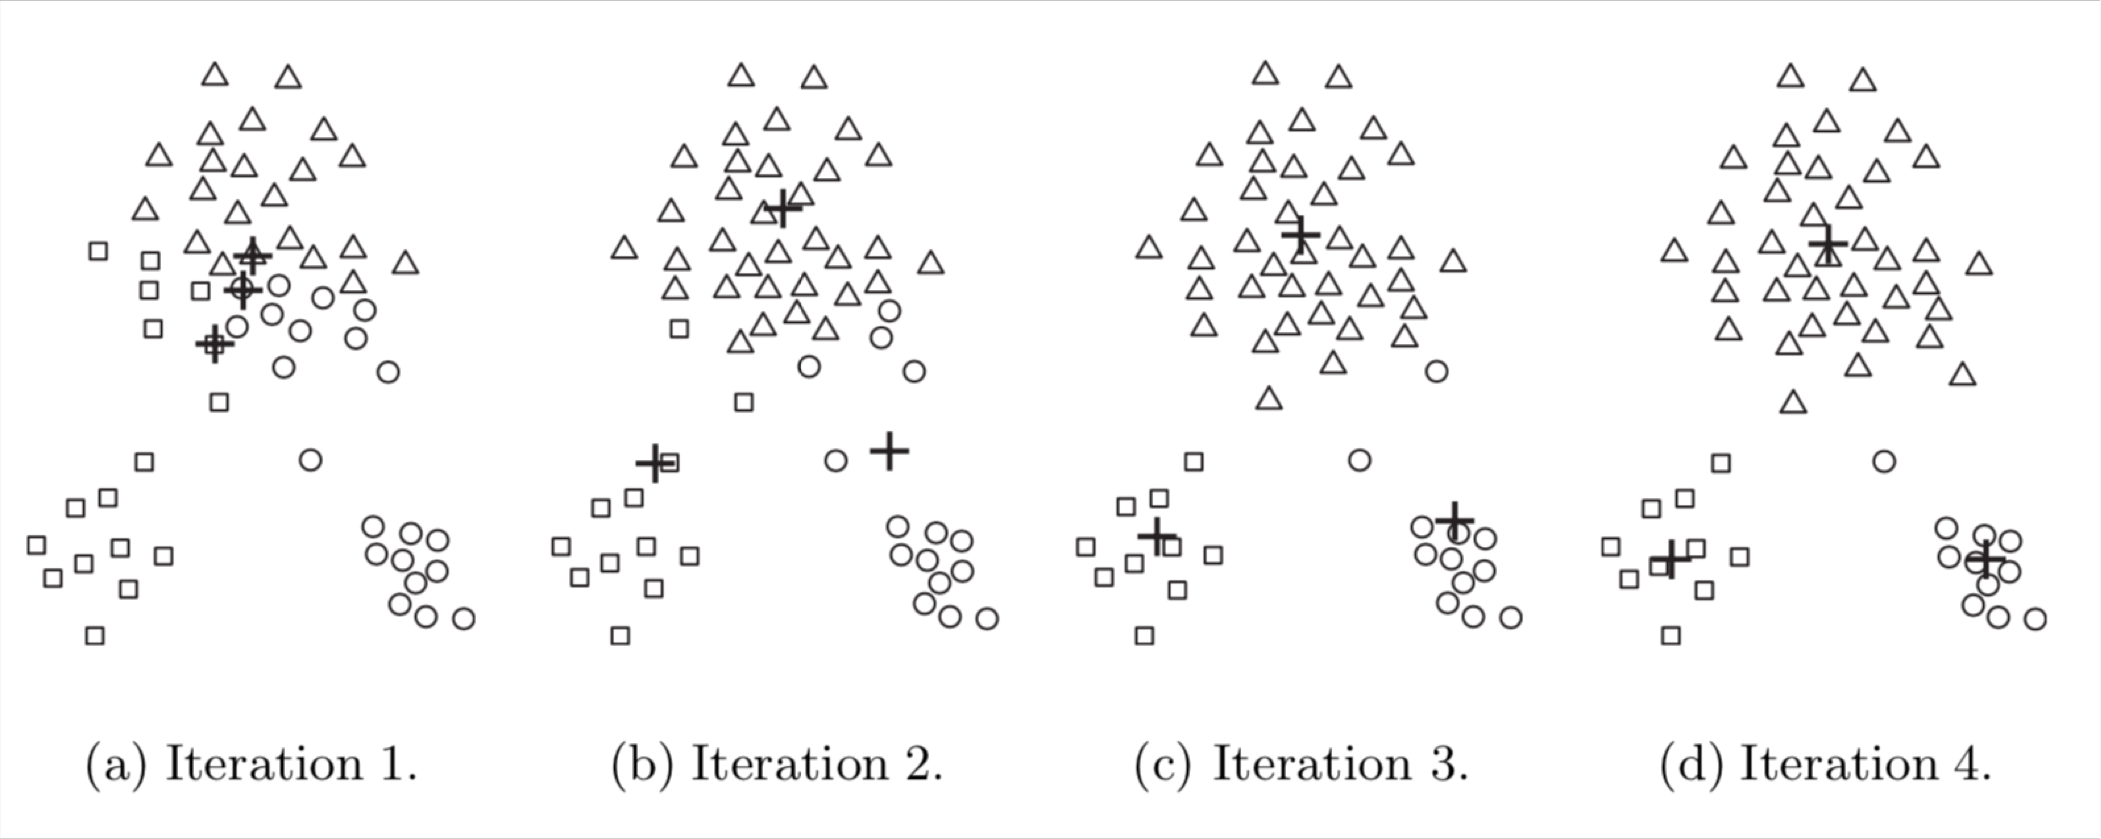 (a) Iteration 1.
(b) Iteration 2.
(c) Iteration 3.
(d) Iteration 4.